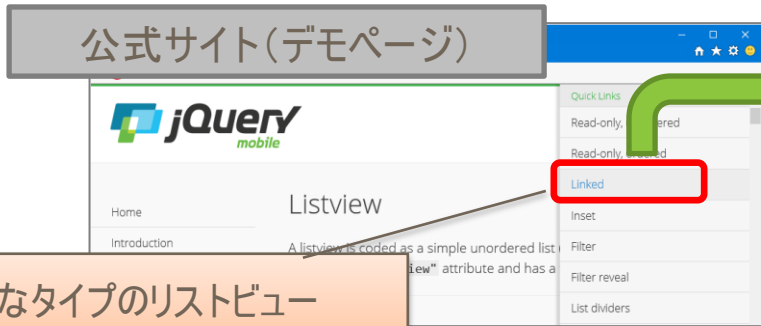 公式サイト(デモページ)
jQuery
mobile
Home
Introduction
Listview
A listview is coded as a simple unordered list
iew" attribute and has a
Quick Links
Read-only,
Read-only,
Linked
Inset
Filter
Filter reveal
List dividers
なタイプのリストビュー